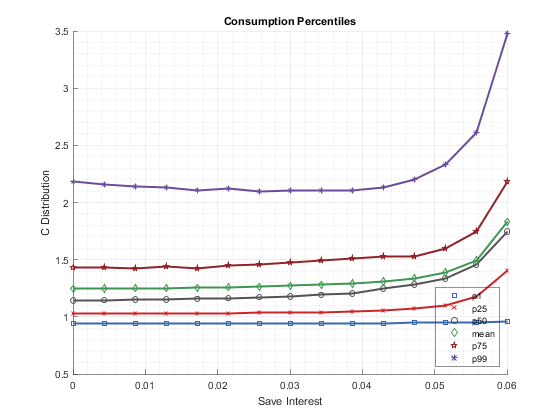 Consumption Percentiles
3.5
3
2.5
2
1.5
1
0.5
C Distribution
0 0.01 0.02 0.03 0.04 0.05 0.06
Save Interest
p1
p25
p50
mean
p75
p99